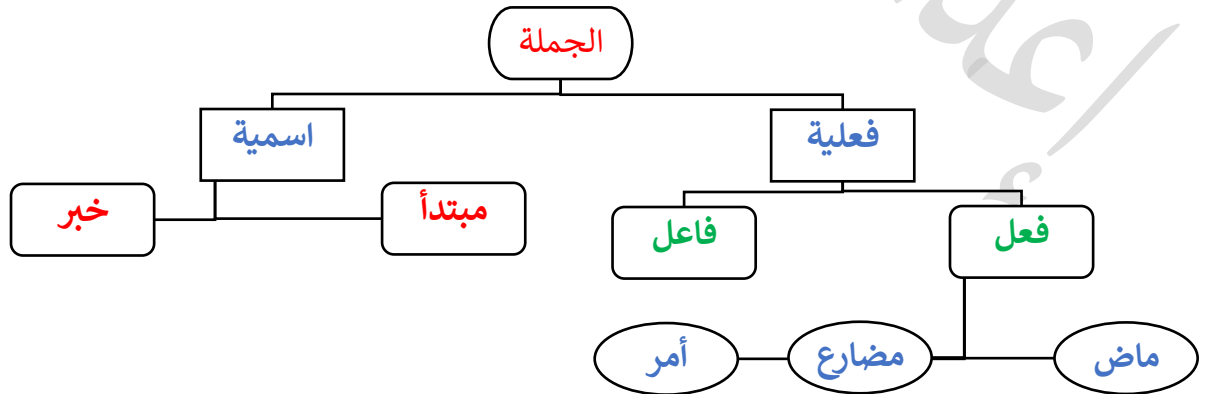 الجملة
فعلية
اسمية
فعل
فاعل
مبتدأ
خبر
ماض
مضارع
أمر